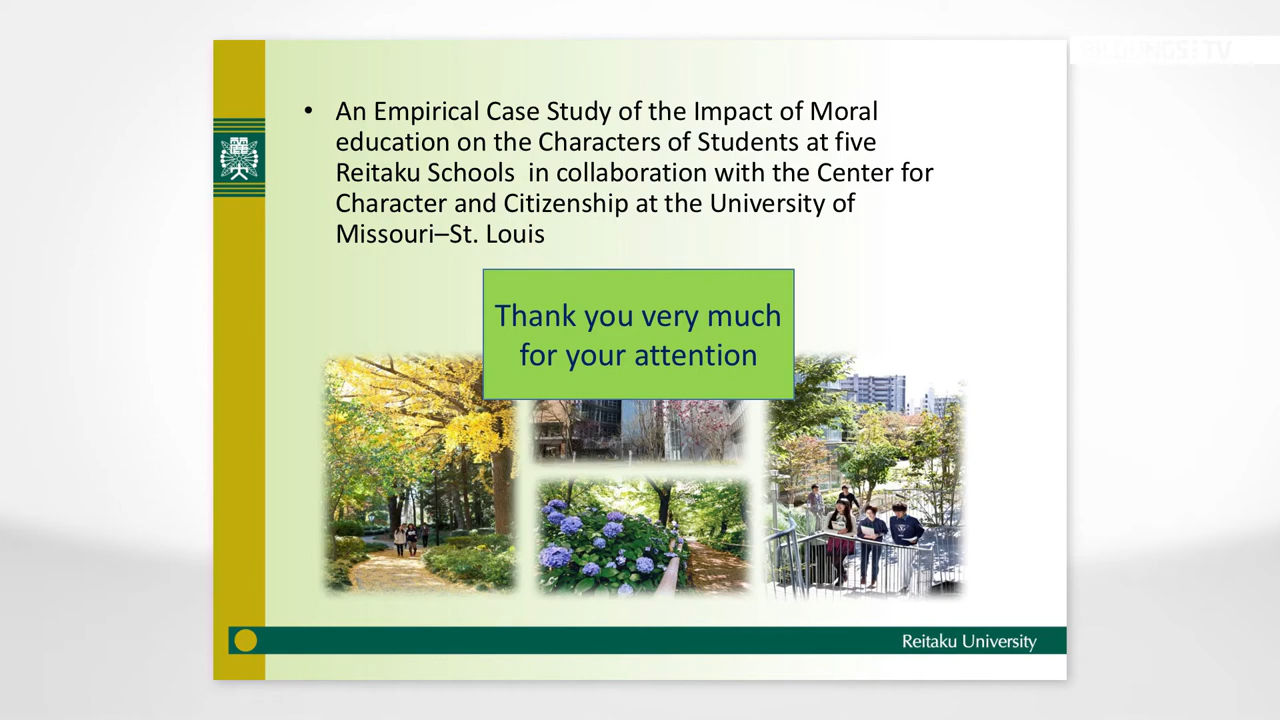 • An Empirical Case Study of the Impact of Moral
education on the Characters of Students at five
Reitaku Schools in collaboration with the Center for
Character and Citizenship at the University of
Missouri–St. Louis
Thank you very much
for your attention
Reitaku University